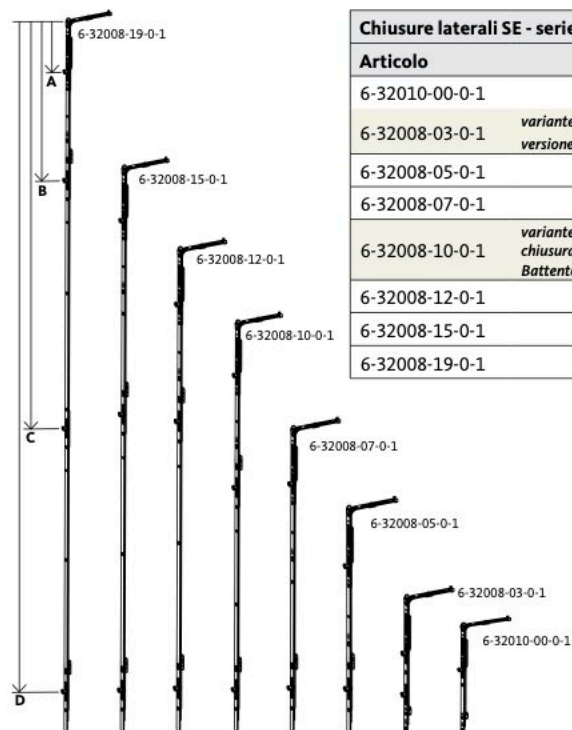 6-32008-19-0-1
A
B
6-32008-15-0-1
6-32008-12-0-1
6-32008-10-0-1
C
6-32008-07-0-1
6-32008-05-0-1
6-32008-03-0-1
6-32010-00-0-1
D
Chiusure laterali SE - serie
Articolo
6-32010-00-0-1
6-32008-03-0-1 variante
versione
6-32008-05-0-1
6-32008-07-0-1
6-32008-10-0-1 variante
chiusura
Battent
6-32008-12-0-1
6-32008-15-0-1
6-32008-19-0-1